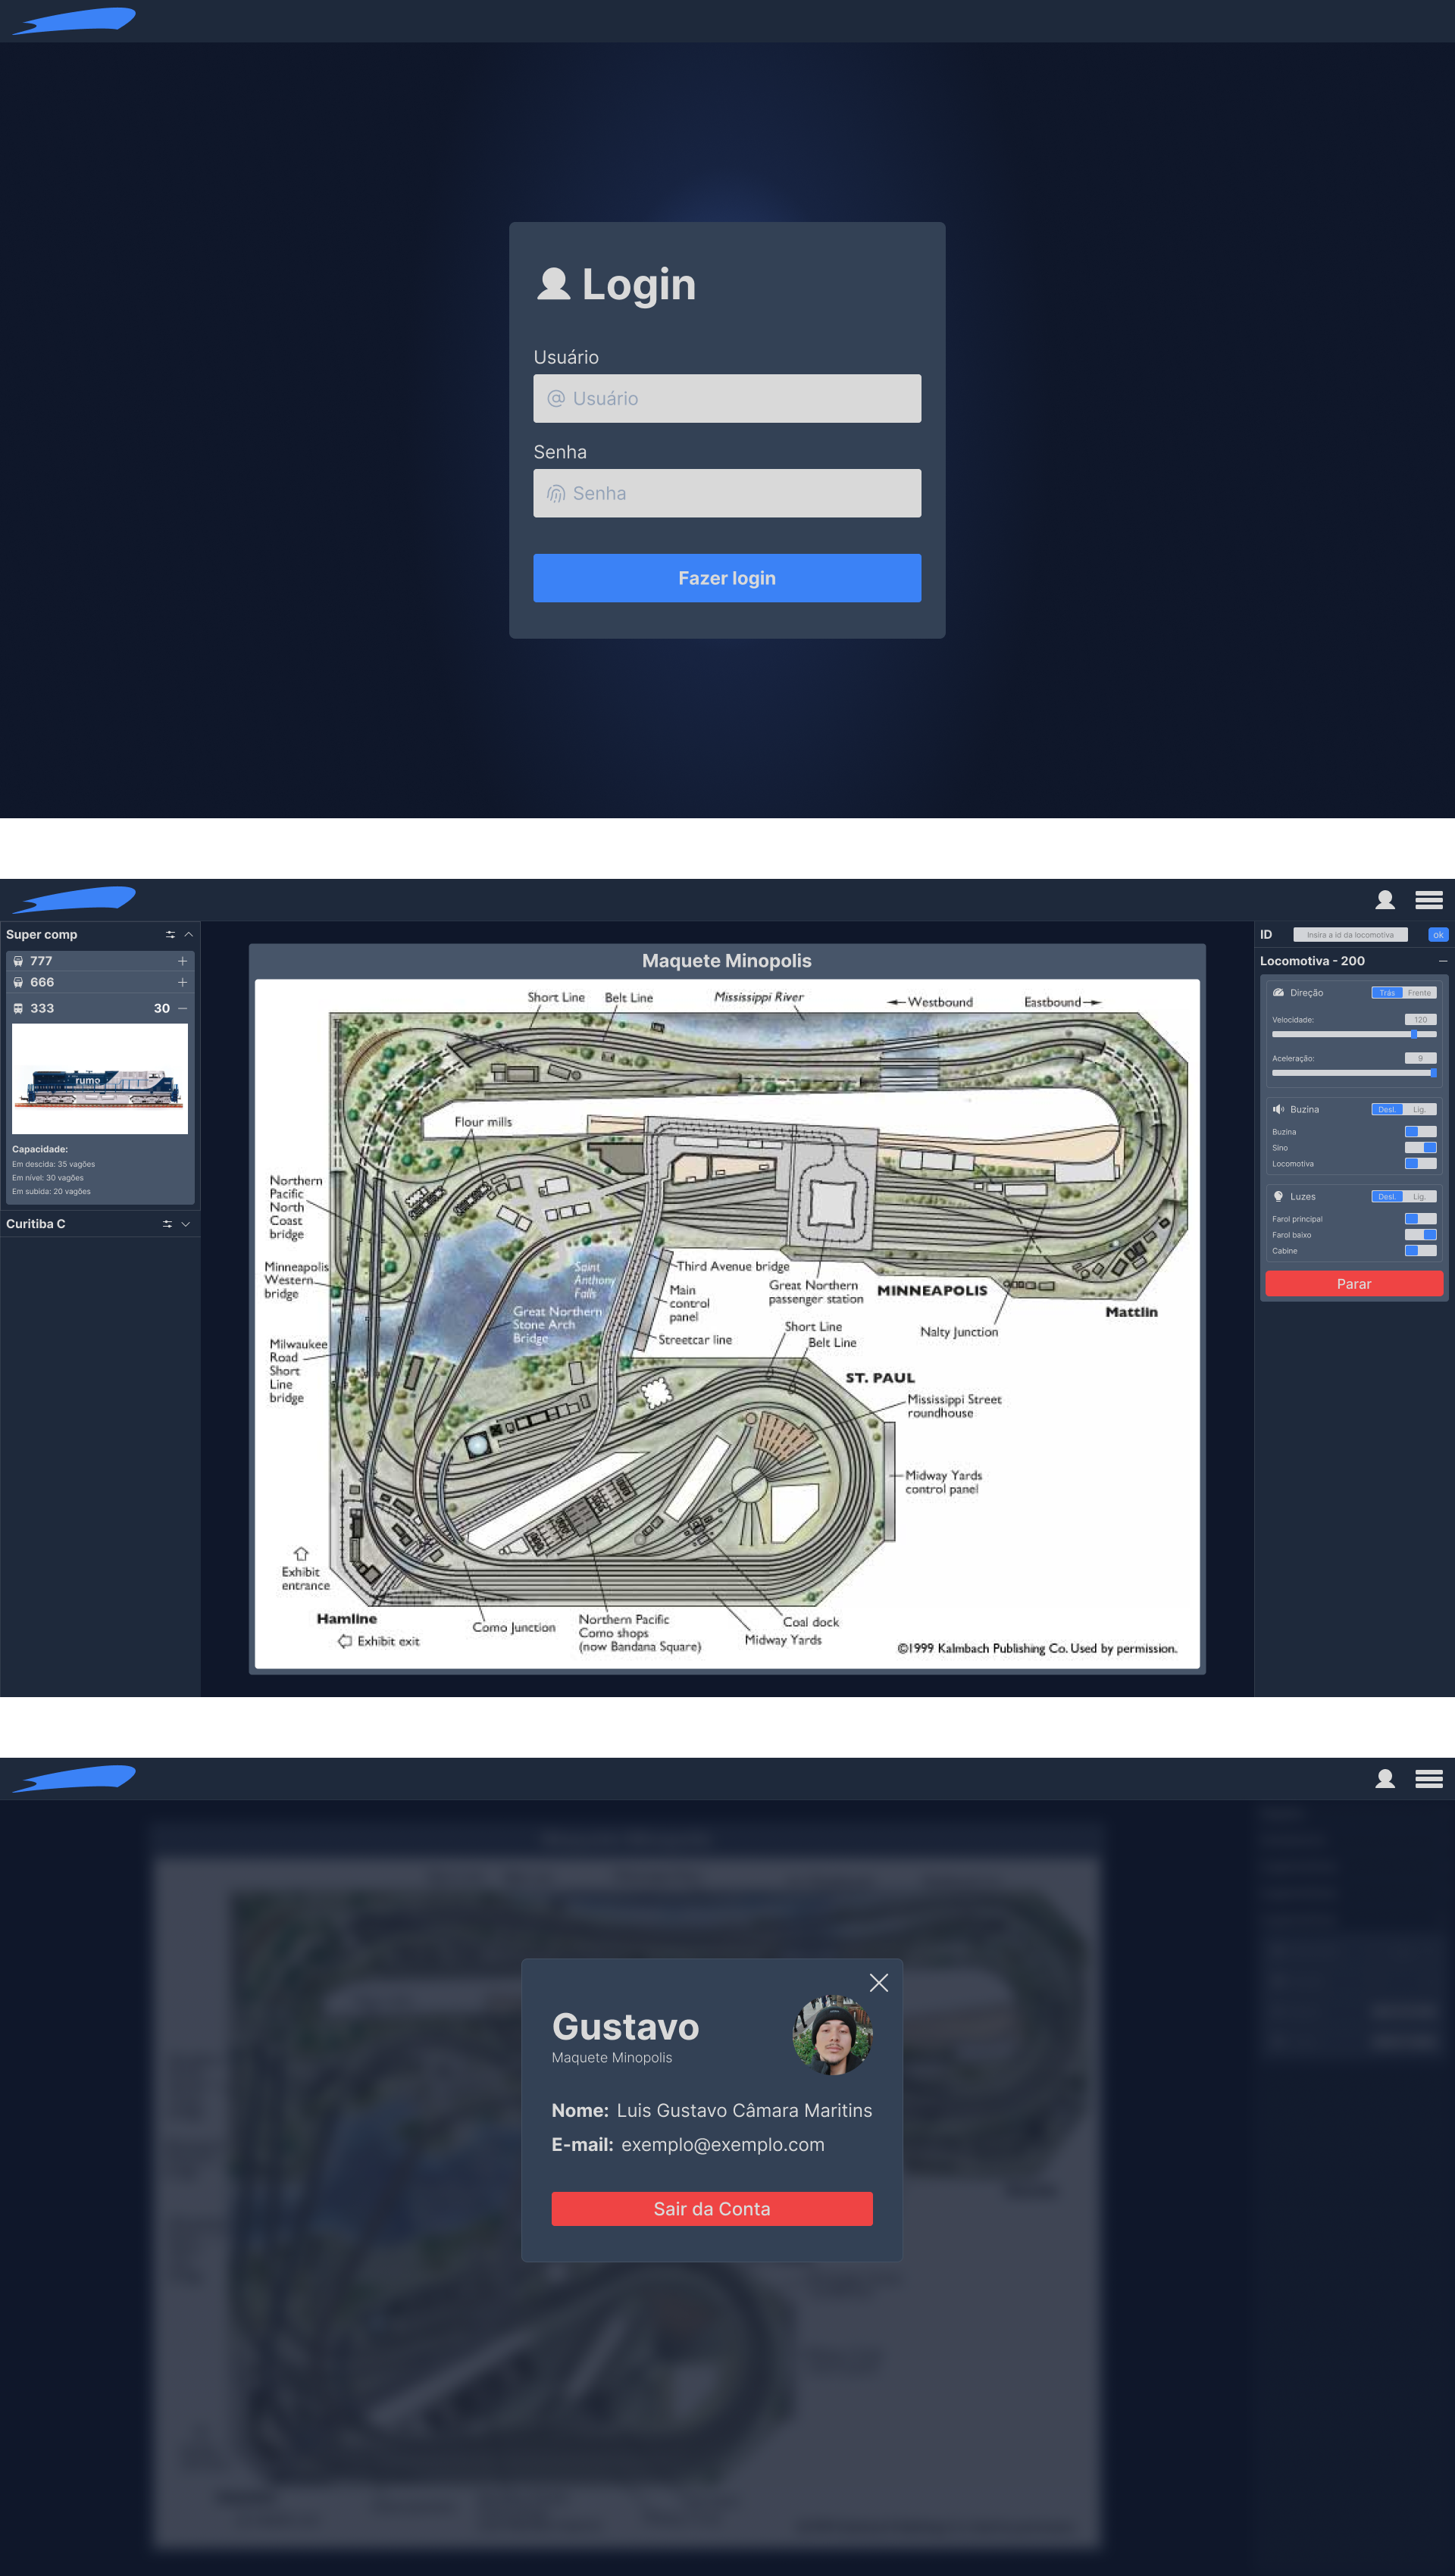 Login
Usuário
@ Usuário
Senha
Senha
Fazer login
Super comp
777
666
333 30
rumo
Capacidade:
Em descida: 35 vagões
Em nível: 30 vagões
Em subida: 20 vagões
Curitiba C
Maquete Minopolis
Short Line
Belt Line
Mississippi River
Westbound
Eastbound
Flour mills
Northern
Pacific
North
Coast
bridge
Minneapolis
Western
bridge
Saint
Anthony
Falls
Great Northern
Stone Arch
Bridge
Third Avenue bridge
Main
control
panel
Great Northern
passenger station
MINNEAPOLIS
Mattlin
Streetcar line
Nalty Junction
Milwaukee
Road
Short
Line
bridge
Short Line
Belt Line
ST. PAUL
Mississippi Street
roundhouse
Midway Yards
control panel
Exhibit
entrance
Hamline
Exhibit exit
Como Junction
Northern Pacific
Como shops
(now Bandana Square)
Coal dock
Midway Yards
©1999 Kalmbach Publishing Co. Used by permission.
ID Insira a id da locomotiva ok
Locomotiva - 200
Direção Trás Frente
Velocidade: 120
Aceleração: 9
Buzina Desl. Lig.
Buzina
Sino
Locomotiva
Luzes Desl. Lig.
Farol principal
Farol baixo
Cabine
Parar
Gustavo
Maquete Minopolis
Nome: Luis Gustavo Câmara Maritins
E-mail: exemplo@exemplo.com
Sair da Conta